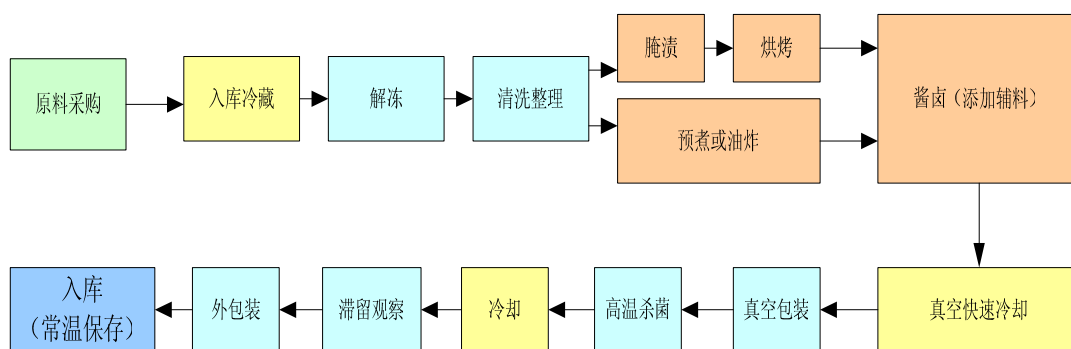 原料采购
入库冷藏
解冻
清洗整理
腌渍
烘烤
预煮或油炸
酱卤（添加辅料）
真空快速冷却
真空包装
高温杀菌
冷却
滞留观察
外包装
入库
（常温保存）